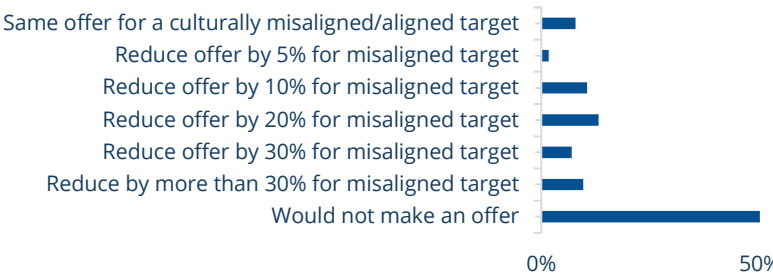 Same offer for a culturally misaligned/aligned target
Reduce offer by 5% for misaligned target
Reduce offer by 10% for misaligned target
Reduce offer by 20% for misaligned target
Reduce offer by 30% for misaligned target
Reduce by more than 30% for misaligned target
Would not make an offer
0% 50%